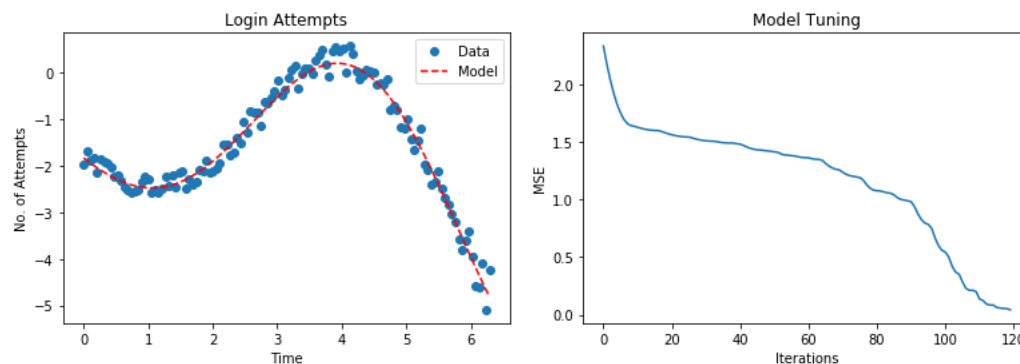 Login Attempts
No. of Attempts
0
−1
−2
−3
−4
−5
0 1 2 3 4 5 6
Time
Data
Model
Model Tuning
MSE
2.0
1.5
1.0
0.5
0.0
0 20 40 60 80 100 120
Iterations